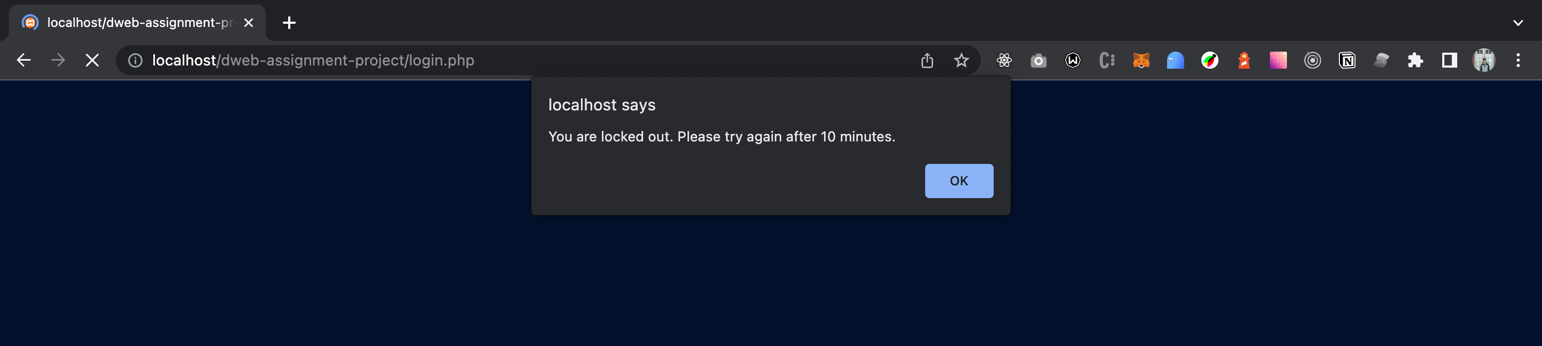 localhost/dweb-assignment-pr
localhost/dweb-assignment-project/login.php
localhost says
You are locked out. Please try again after 10 minutes.
OK